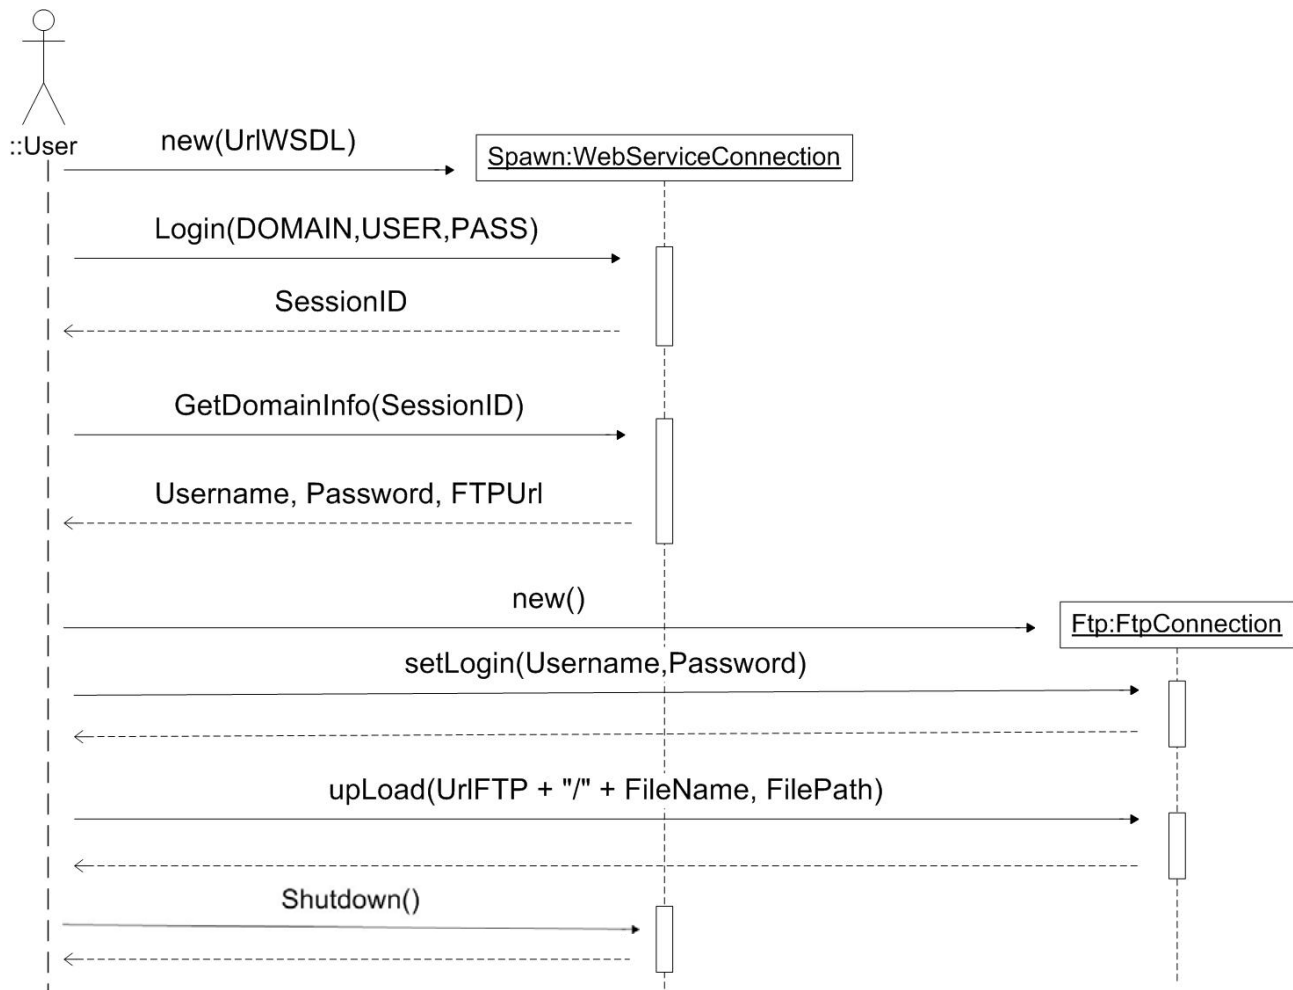 ::User
new(UrlWSDL)
Spawn:WebServiceConnection
Login(DOMAIN,USER,PASS)
SessionID
GetDomainInfo(SessionID)
Username, Password, FTPUrl
new()
Ftp:FtpConnection
setLogin(Username,Password)
upLoad(UrlFTP + "/" + FileName, FilePath)
Shutdown()